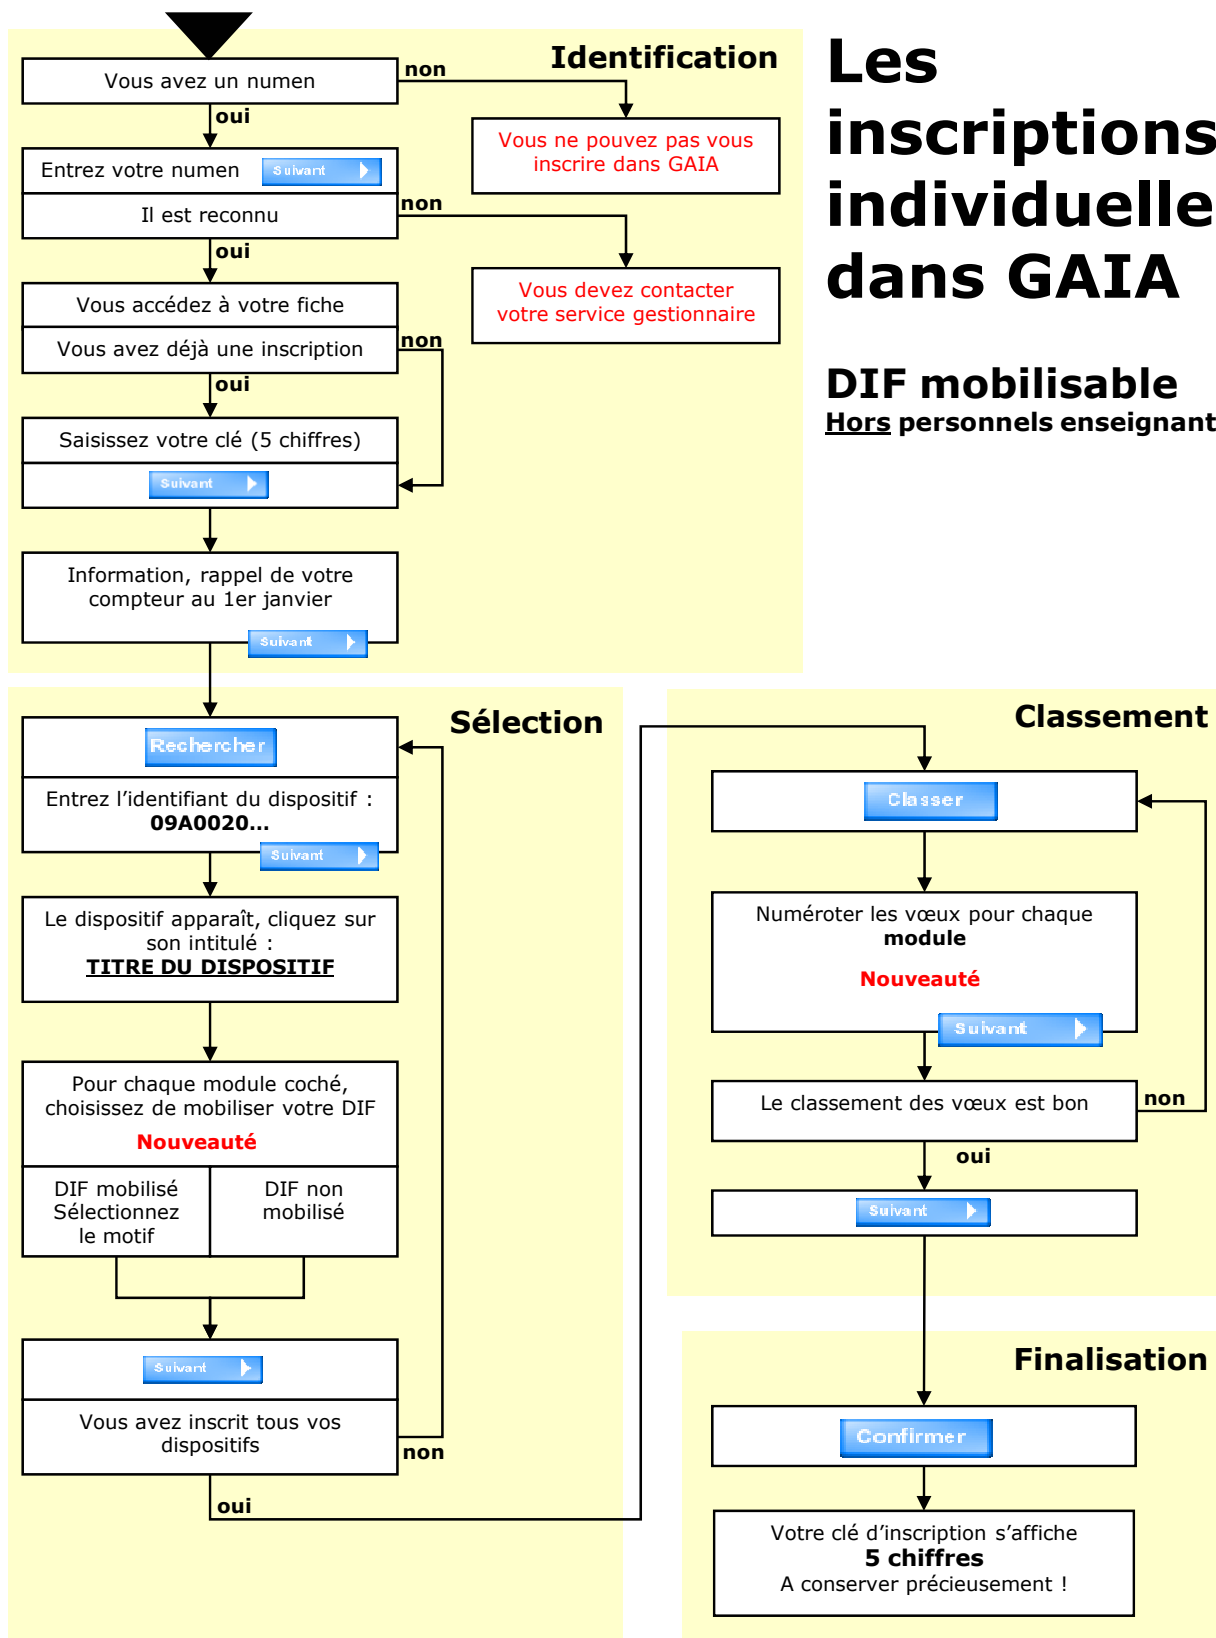 Les
inscriptions
individuelle
dans GAIA
DIF mobilisable
Hors personnels enseignant
Identification
Vous avez un numen
non
oui
Vous ne pouvez pas vous
inscrire dans GAIA
Entrez votre numen Suivant
Il est reconnu
non
oui
Vous devez contacter
votre service gestionnaire
Vous accédez à votre fiche
Vous avez déjà une inscription
non
oui
Saisissez votre clé (5 chiffres)
Suivant
Information, rappel de votre
compteur au 1er janvier
Suivant
Sélection
Rechercher
Entrez l’identifiant du dispositif :
09A0020...
Suivant
Le dispositif apparaît, cliquez sur
son intitulé :
TITRE DU DISPOSITIF
Pour chaque module coché,
choisissez de mobiliser votre DIF
Nouveauté
DIF mobilisé
Sélectionnez
le motif
DIF non
mobilisé
Suivant
Vous avez inscrit tous vos
dispositifs
non
oui
Classement
Classer
Numéroter les vœux pour chaque
module
Nouveauté
Suivant
Le classement des vœux est bon
non
oui
Suivant
Finalisation
Confirmer
Votre clé d’inscription s’affiche
5 chiffres
A conserver précieusement !